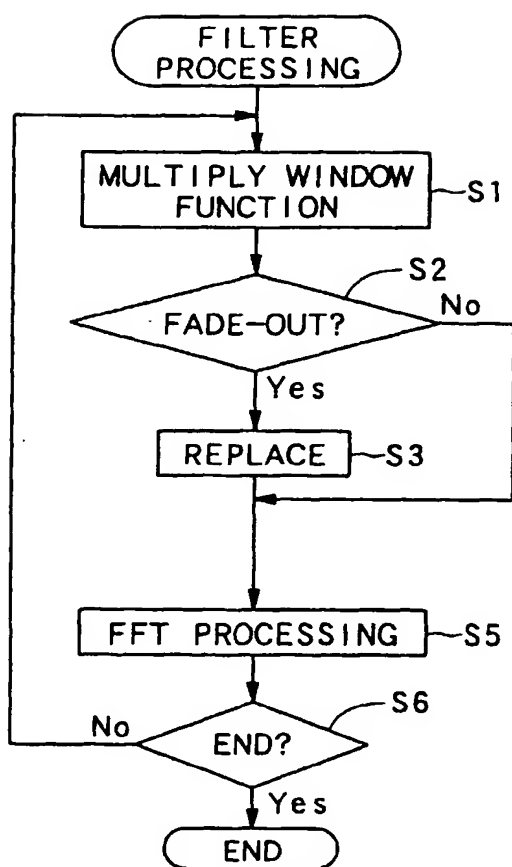 FILTER
PROCESSING
MULTIPLY WINDOW
FUNCTION
S1
S2
FADE-OUT?
No
Yes
REPLACE
S3
FFT PROCESSING
S5
S6
No
END?
Yes
END